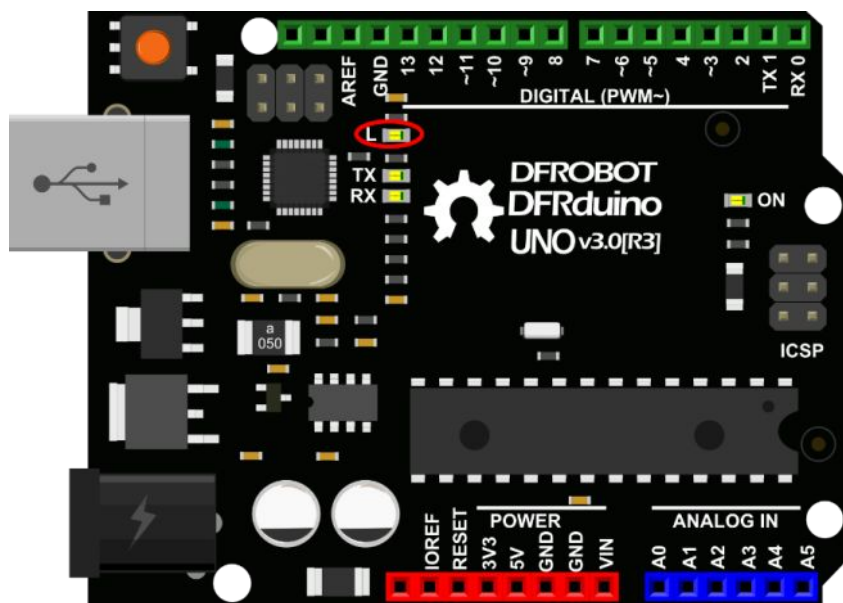 AREF
GND
13
12
~11
~10
~9
8
7
~6
~5
4
~3
2
TX 1
RX 0
DIGITAL (PWM~)
L
TX
RX
DFROBOT
DFRduino
UNO v3.0[R3]
ON
ICSP
a
050
POWER
ANALOG IN
IOREF
RESET
3V3
5V
GND
GND
VIN
A0
A1
A2
A3
A4
A5